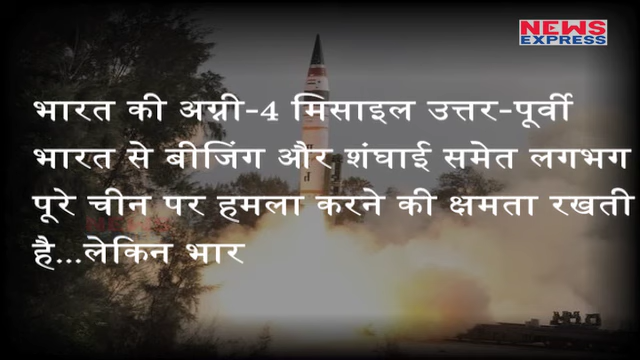 NEWS
EXPRESS
भारत की अग्नी-4 मिसाइल उत्तर-पूर्वी
भारत से बीजिंग और शंघाई समेत लगभग
पूरे चीन पर हमला करने की क्षमता रखती
है...लेकिन भार